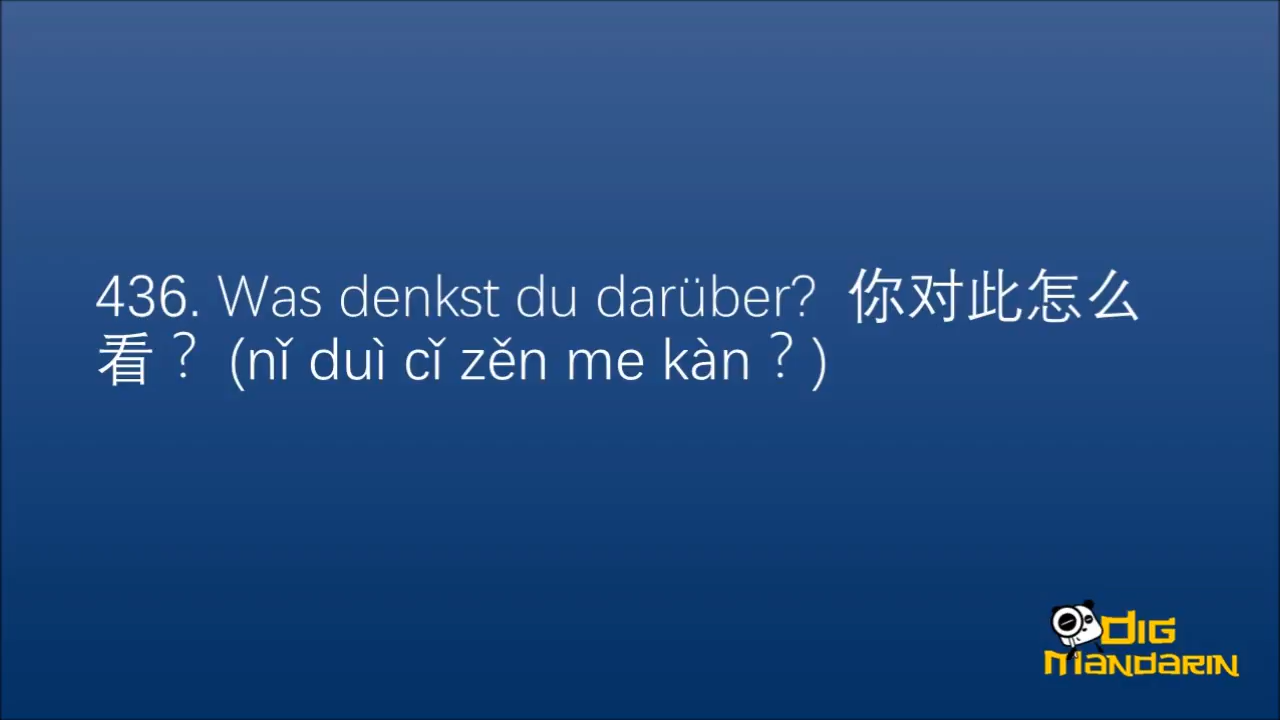 436. Was denkst du darüber? 你对此怎么
看？ (nǐ duì cǐ zěn me kàn？)
DIG
MANDARIN